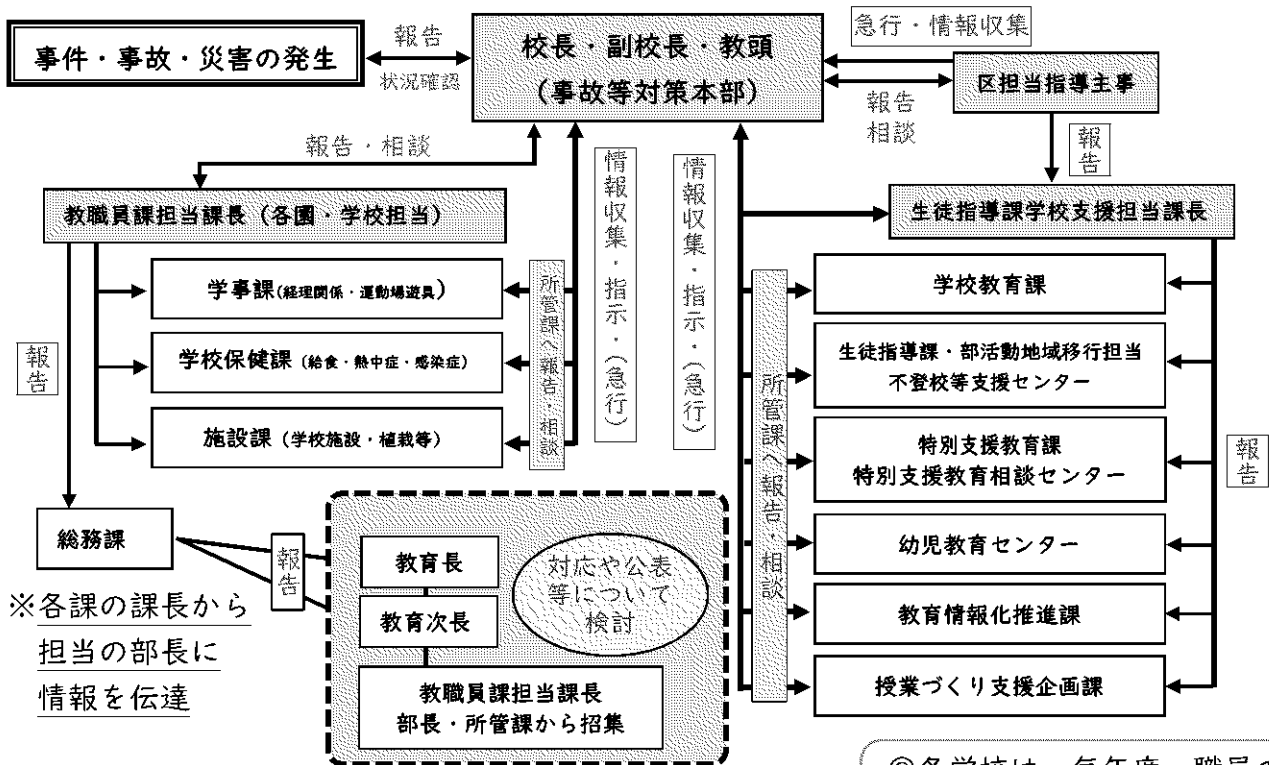 事件・事故・災害の発生
報告
状況確認
校長・副校長・教頭
(事故等対策本部)
急行・情報収集
報告
相談
区担当指導主事
報告
報告・相談
教職員課担当課長(各園・学校担当)
情報収集・指示・(急行)
情報収集・指示・(急行)
生徒指導課学校支援担当課長
学事課(経理関係・運動場遊具)
学校保健課(給食・熱中症・感染症)
施設課(学校施設・植栽等)
所管課へ報告・相談
報告
所管課へ報告・相談
学校教育課
生徒指導課・部活動地域移行担当
不登校等支援センター
特別支援教育課
特別支援教育相談センター
幼児教育センター
教育情報化推進課
授業づくり支援企画課
報告
総務課
報告
教育長
教育次長
教職員課担当課長
部長・所管課から招集
対応や公表
等について
検討
※各課の課長から
担当の部長に
情報を伝達